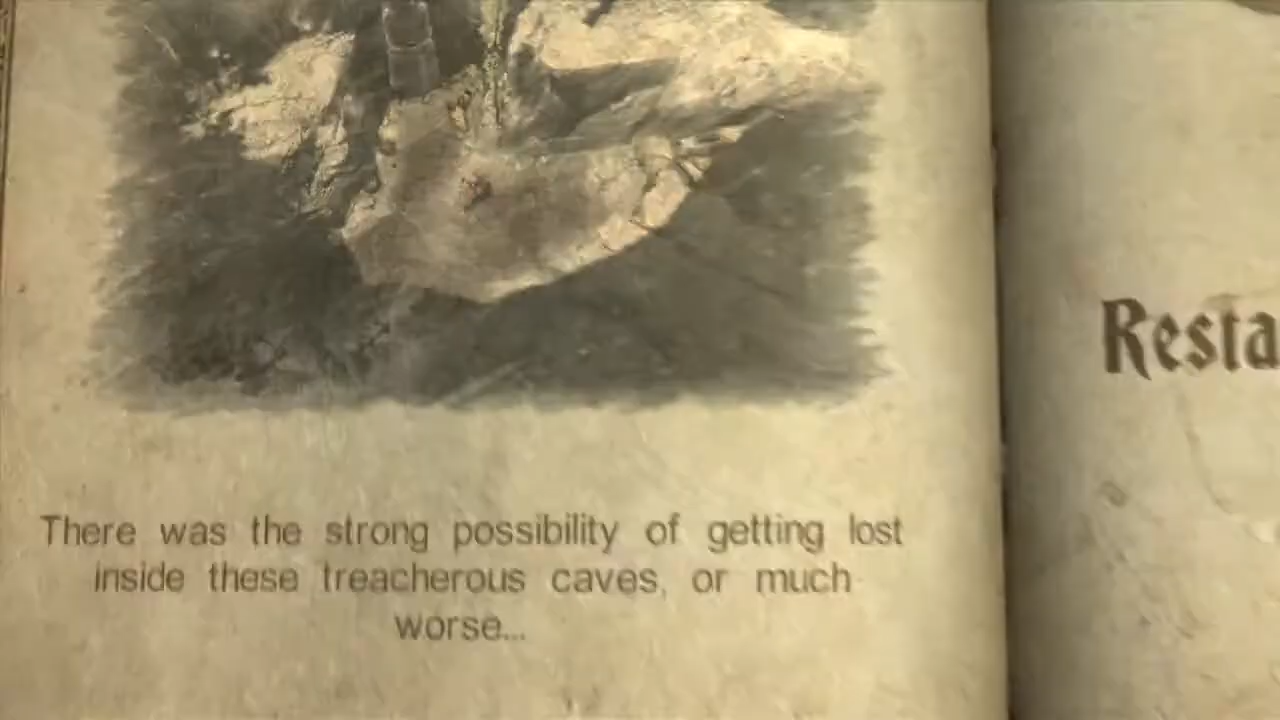 There was the strong possibility of getting lost
inside these treacherous caves, or much
worse...
Resta